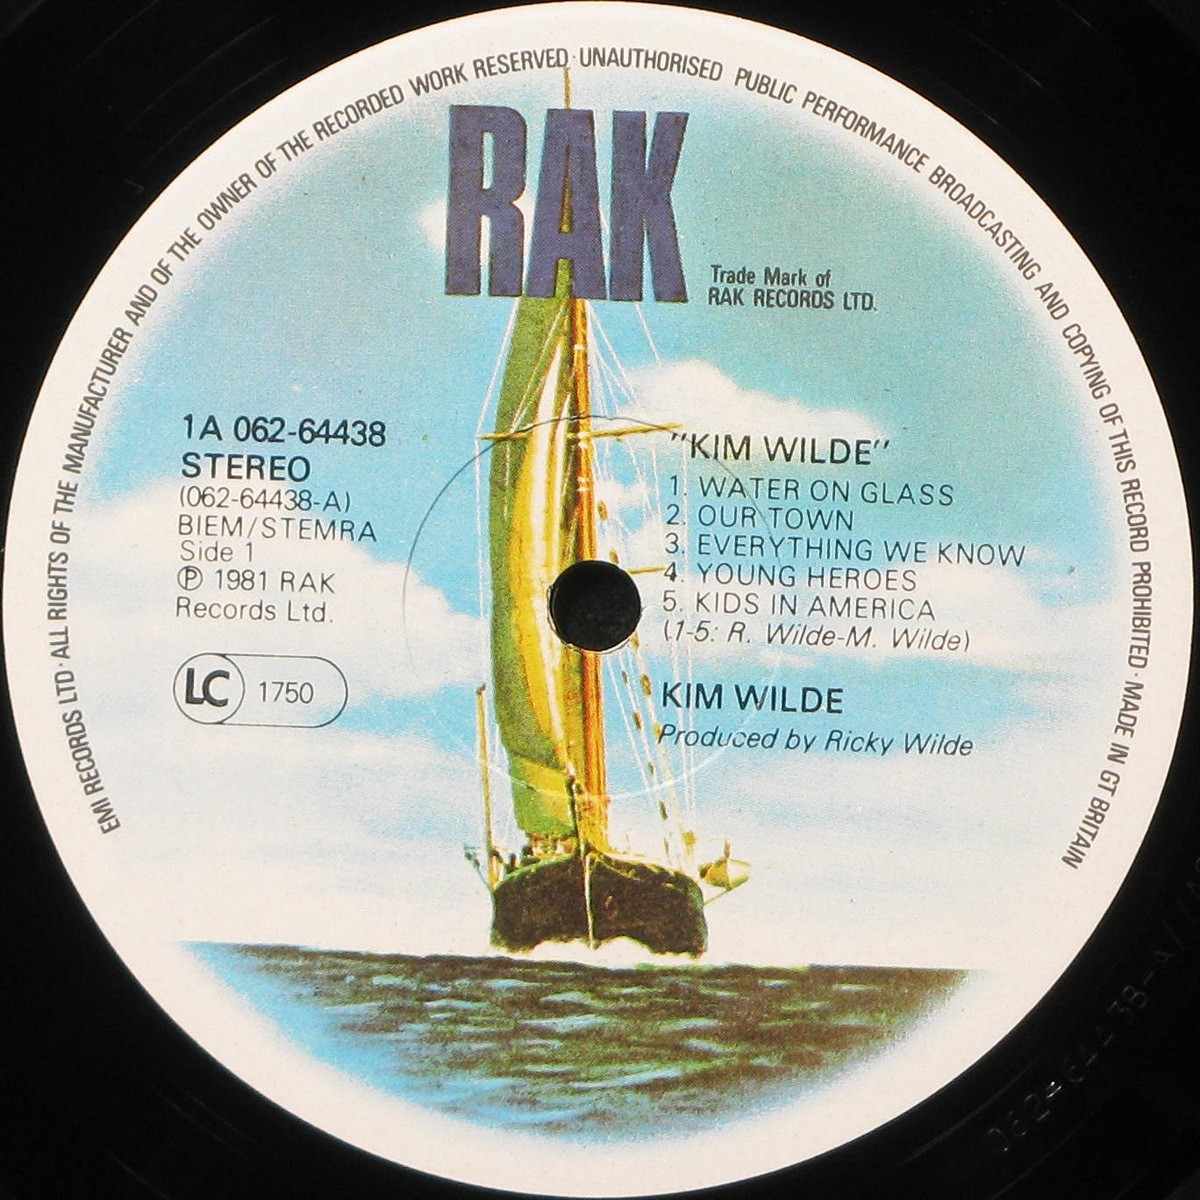 EMI RECORDS LTD · ALL RIGHTS OF THE MANUFACTURER AND OF THE OWNER OF THE RECORDED WORK RESERVED · UNAUTHORISED PUBLIC PERFORMANCE BROADCASTING AND COPYING OF THIS RECORD PROHIBITED · MADE IN GT BRITAIN
RAK
Trade Mark of
RAK RECORDS LTD.
1A 062-64438
STEREO
(062-64438-A)
BIEM/STEMRA
Side 1
℗ 1981 RAK
Records Ltd.
LC 1750
"KIM WILDE"
1. WATER ON GLASS
2. OUR TOWN
3. EVERYTHING WE KNOW
4. YOUNG HEROES
5. KIDS IN AMERICA
(1-5: R. Wilde-M. Wilde)
KIM WILDE
Produced by Ricky Wilde